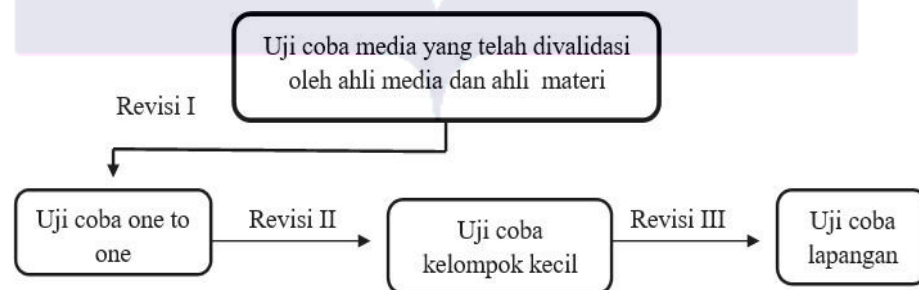 Uji coba media yang telah divalidasi
oleh ahli media dan ahli materi
Revisi I
Uji coba one to
one
Revisi II
Uji coba
kelompok kecil
Revisi III
Uji coba
lapangan